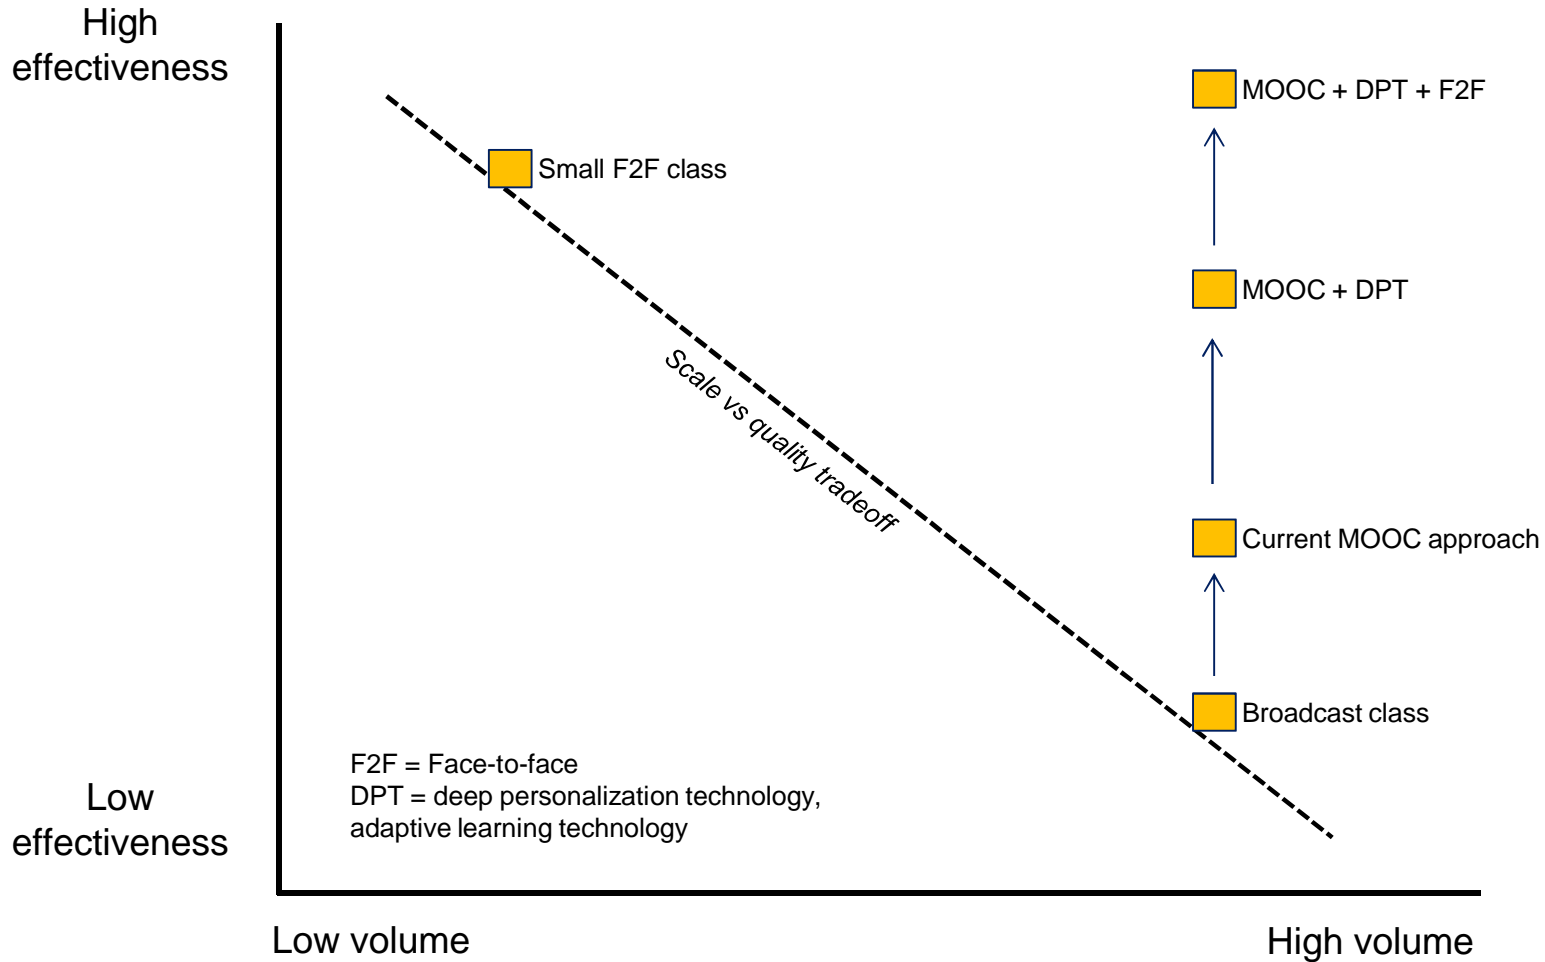 High
effectiveness
MOOC + DPT + F2F
Small F2F class
MOOC + DPT
Scale vs quality tradeoff
Current MOOC approach
Broadcast class
F2F = Face-to-face
DPT = deep personalization technology,
adaptive learning technology
Low
effectiveness
Low volume
High volume